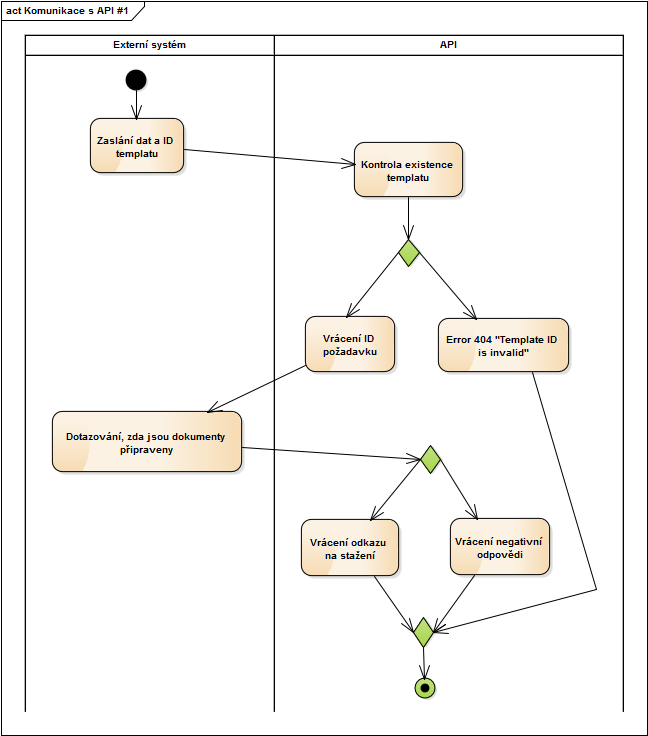 act Komunikace s API #1
Externí systém
API
Zaslání dat a ID
templatu
Kontrola existence
templatu
Vrácení ID
požadavku
Error 404 "Template ID
is invalid"
Dotazování, zda jsou dokumenty
připraveny
Vrácení odkazu
na stažení
Vrácení negativní
odpovědi